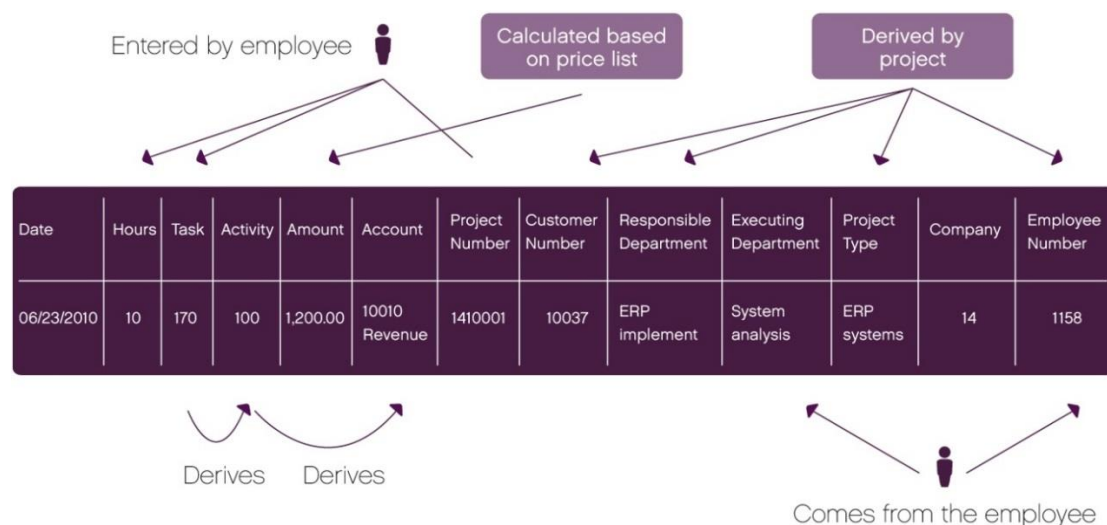 Entered by employee
Calculated based
on price list
Derived by
project
Date
Hours
Task
Activity
Amount
Account
Project
Number
Customer
Number
Responsible
Department
Executing
Department
Project
Type
Company
Employee
Number
06/23/2010
10
170
100
1,200.00
10010
Revenue
1410001
10037
ERP
implement
System
analysis
ERP
systems
14
1158
Derives
Derives
Comes from the employee